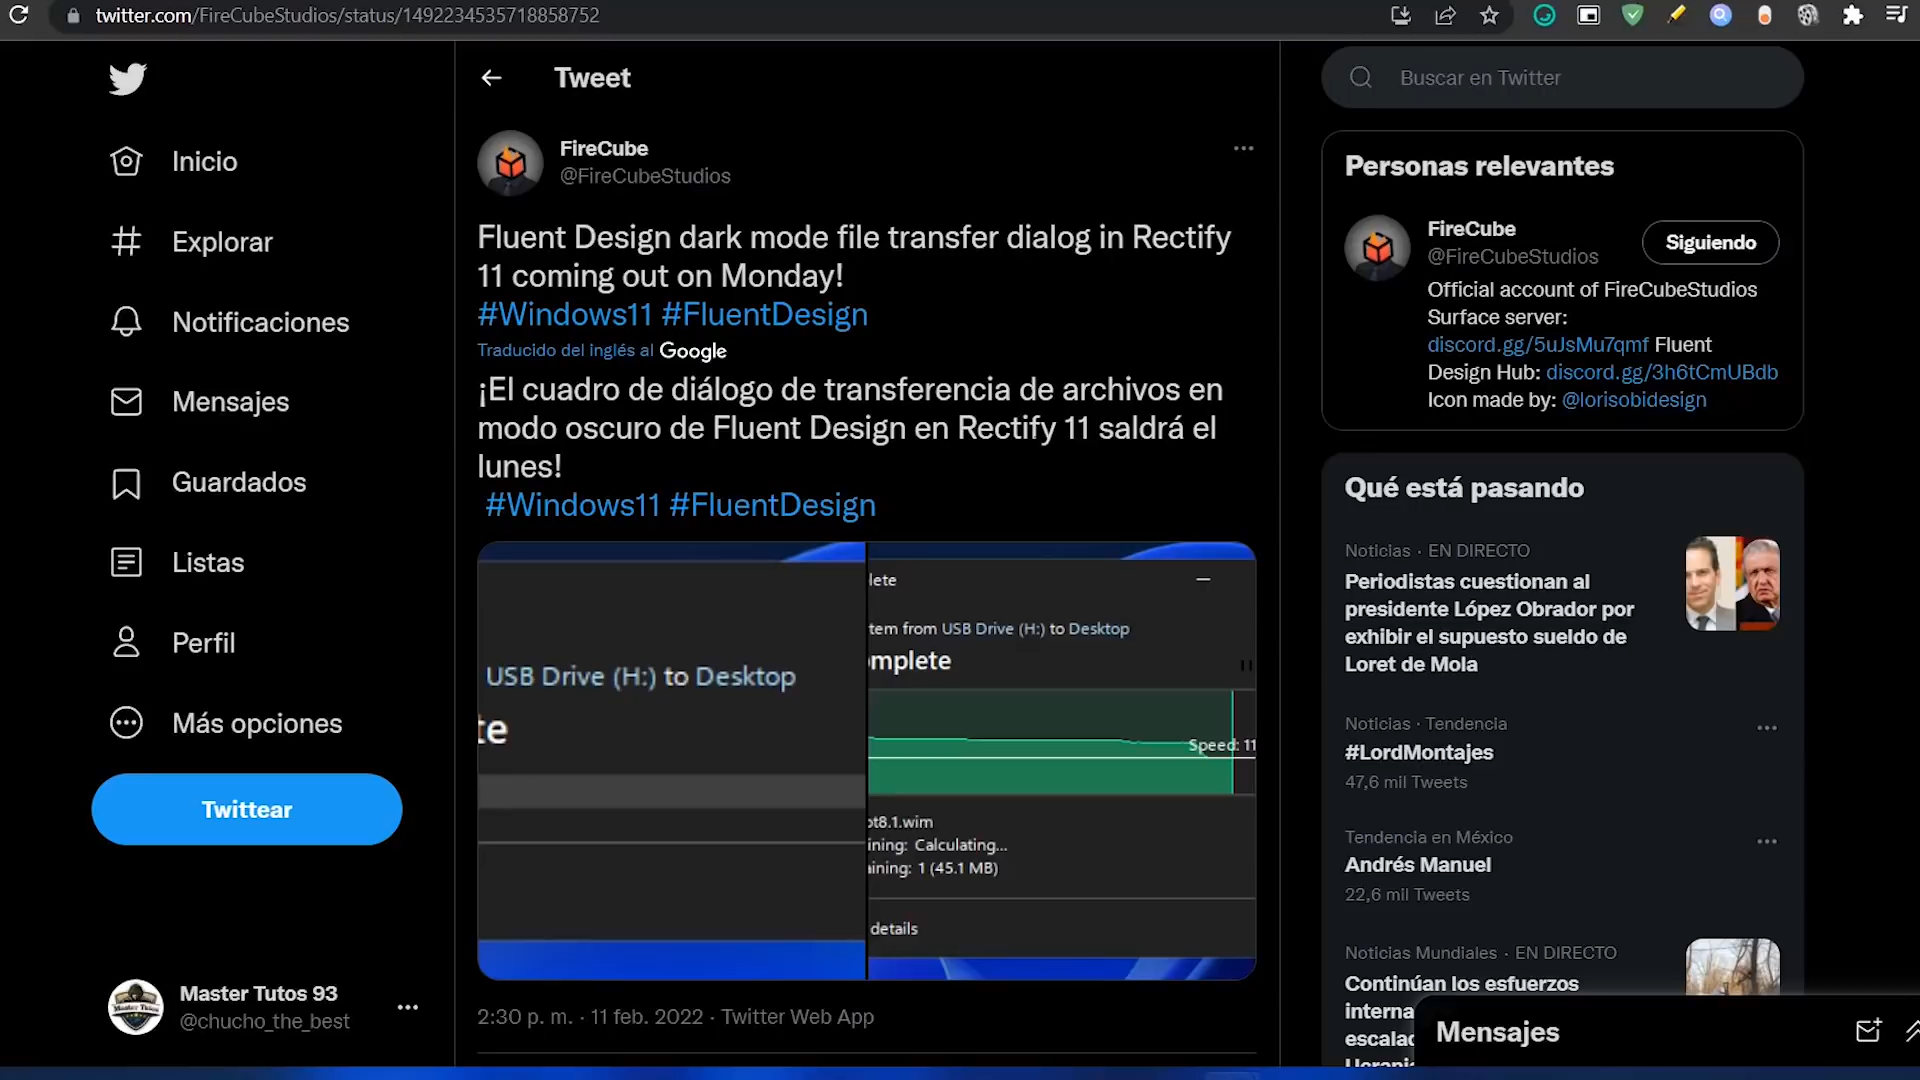 twitter.com/FireCubeStudios/status/1492234535718858752
Inicio
Explorar
Notificaciones
Mensajes
Guardados
Listas
Perfil
Más opciones
Twittear
Master Tutos 93
@chucho_the_best
Tweet
FireCube
@FireCubeStudios
Fluent Design dark mode file transfer dialog in Rectify
11 coming out on Monday!
#Windows11 #FluentDesign
Traducido del inglés al Google
¡El cuadro de diálogo de transferencia de archivos en
modo oscuro de Fluent Design en Rectify 11 saldrá el
lunes!
#Windows11 #FluentDesign
USB Drive (H:) to Desktop
te
lete
tem from USB Drive (H:) to Desktop
mplete
Speed: 11
ot8.1.wim
ining: Calculating...
aining: 1 (45.1 MB)
details
2:30 p. m. · 11 feb. 2022 · Twitter Web App
Buscar en Twitter
Personas relevantes
FireCube
@FireCubeStudios
Siguiendo
Official account of FireCubeStudios
Surface server:
discord.gg/5uJsMu7qmf Fluent
Design Hub: discord.gg/3h6tCmUBdb
Icon made by: @lorisobidesign
Qué está pasando
Noticias · EN DIRECTO
Periodistas cuestionan al
presidente López Obrador por
exhibir el supuesto sueldo de
Loret de Mola
Noticias · Tendencia
#LordMontajes
47,6 mil Tweets
Tendencia en México
Andrés Manuel
22,6 mil Tweets
Noticias Mundiales · EN DIRECTO
Continúan los esfuerzos
interna
escalad
Mensajes